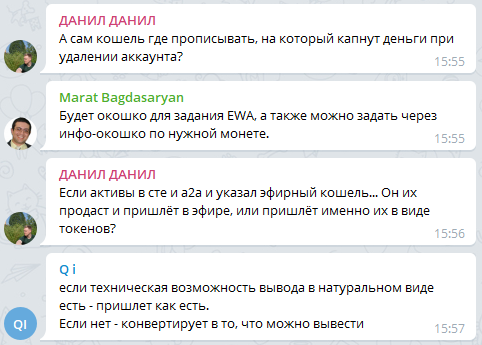 ДАНИЛ ДАНИЛ
А сам кошель где прописывать, на который капнут деньги при
удалении аккаунта?
15:55
Marat Bagdasaryan
Будет окошко для задания EWA, а также можно задать через
инфо-окошко по нужной монете.
15:55
ДАНИЛ ДАНИЛ
Если активы в сте и а2а и указал эфирный кошель... Он их
продаст и пришлёт в эфире, или пришлёт именно их в виде
токенов?
15:56
Q i
если техническая возможность вывода в натуральном виде
есть - пришлет как есть.
Если нет - конвертирует в то, что можно вывести
15:57
QI